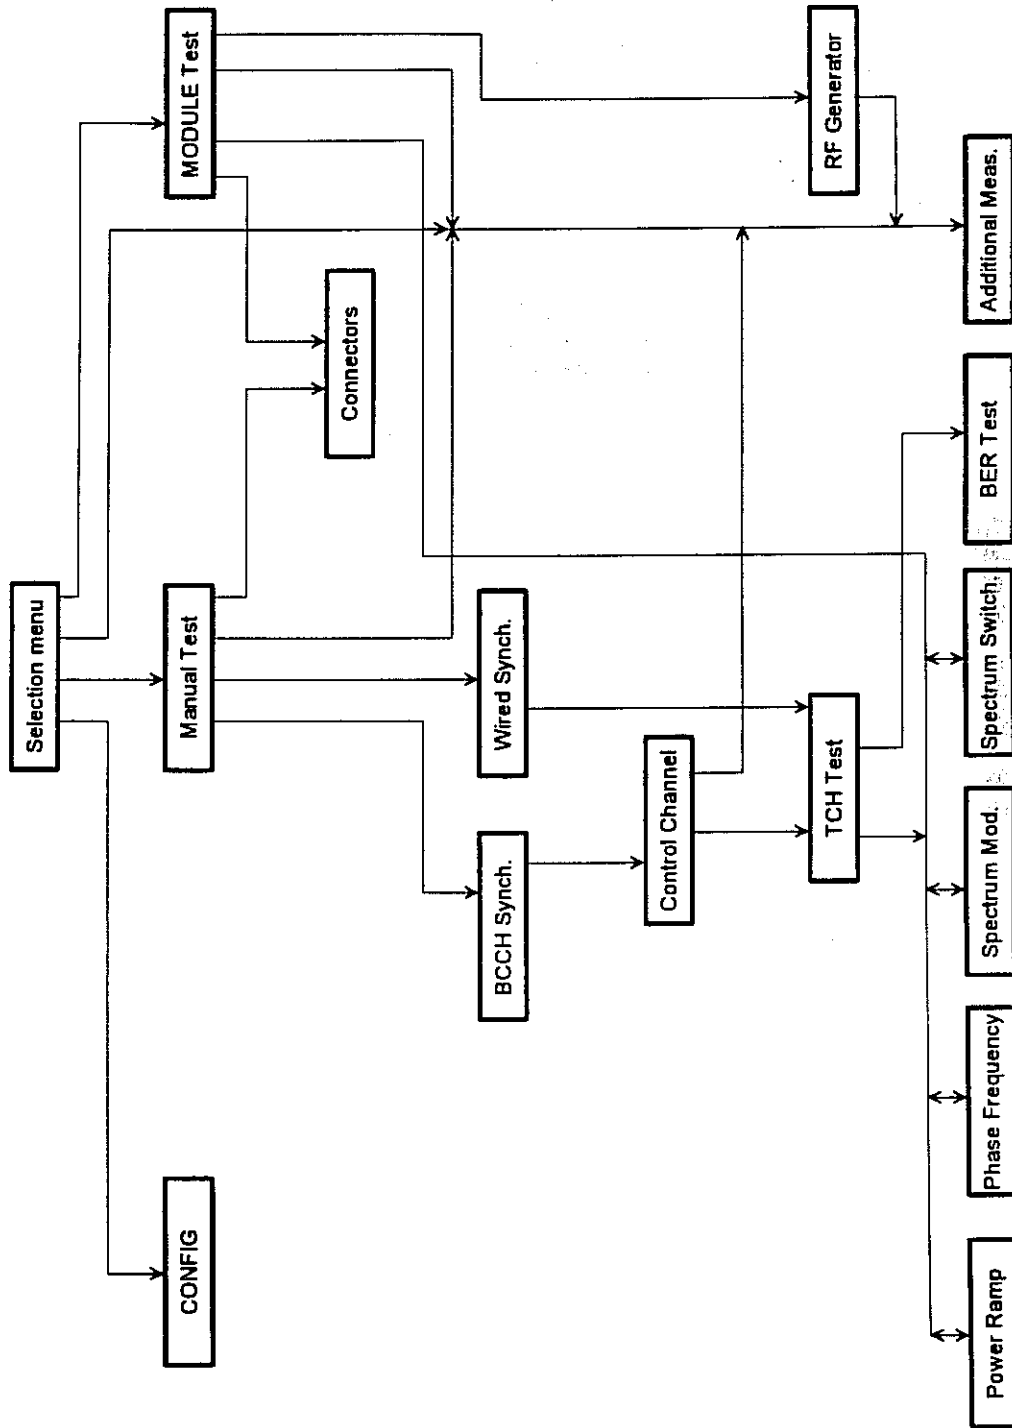 Selection menu
CONFIG
Manual Test
MODULE Test
Connectors
BCCH Synch.
Wired Synch.
Control Channel
TCH Test
RF Generator
Power Ramp
Phase Frequency
Spectrum Mod.
Spectrum Switch.
BER Test
Additional Meas.